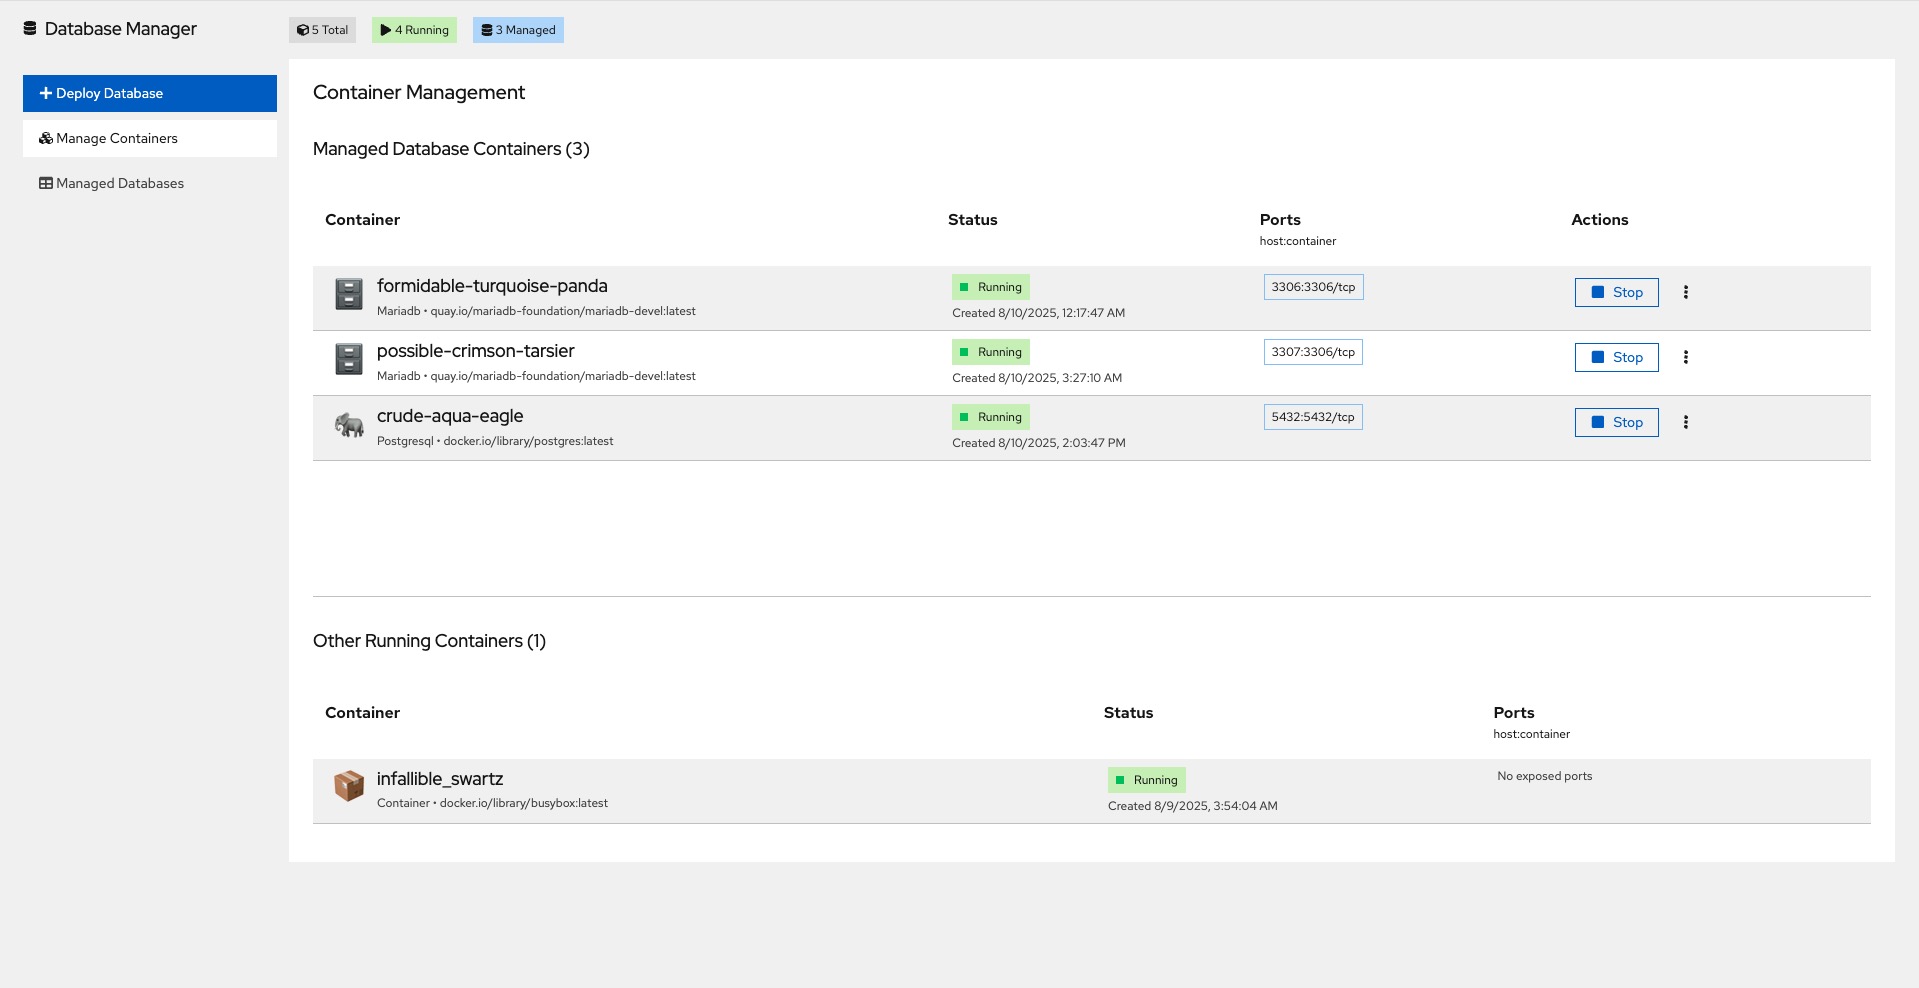 Database Manager
5 Total
4 Running
3 Managed
Deploy Database
Manage Containers
Managed Databases
Container Management
Managed Database Containers (3)
Container
Status
Ports
host:container
Actions
formidable-turquoise-panda
Mariadb • quay.io/mariadb-foundation/mariadb-devel:latest
Running
Created 8/10/2025, 12:17:47 AM
3306:3306/tcp
Stop
possible-crimson-tarsier
Mariadb • quay.io/mariadb-foundation/mariadb-devel:latest
Running
Created 8/10/2025, 3:27:10 AM
3307:3306/tcp
Stop
crude-aqua-eagle
Postgresql • docker.io/library/postgres:latest
Running
Created 8/10/2025, 2:03:47 PM
5432:5432/tcp
Stop
Other Running Containers (1)
Container
Status
Ports
host:container
infallible_swartz
Container • docker.io/library/busybox:latest
Running
Created 8/9/2025, 3:54:04 AM
No exposed ports